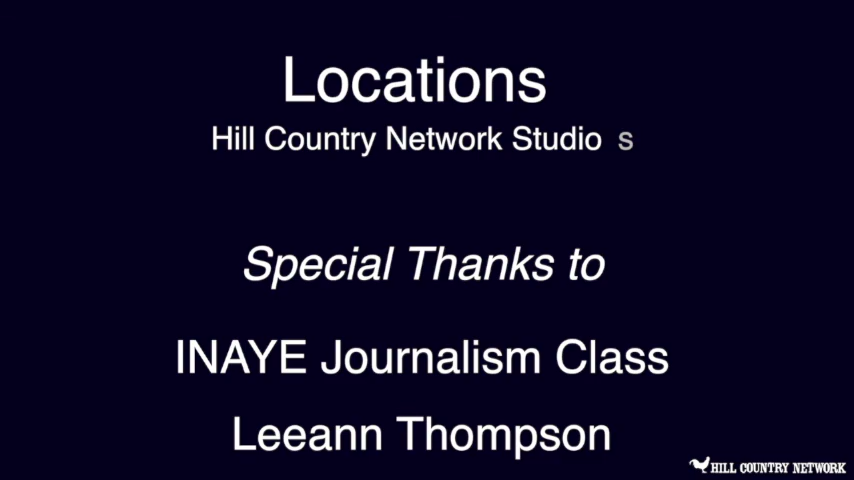 Locations
Hill Country Network Studio s
Special Thanks to
INAYE Journalism Class
Leeann Thompson
HILL COUNTRY NETWORK